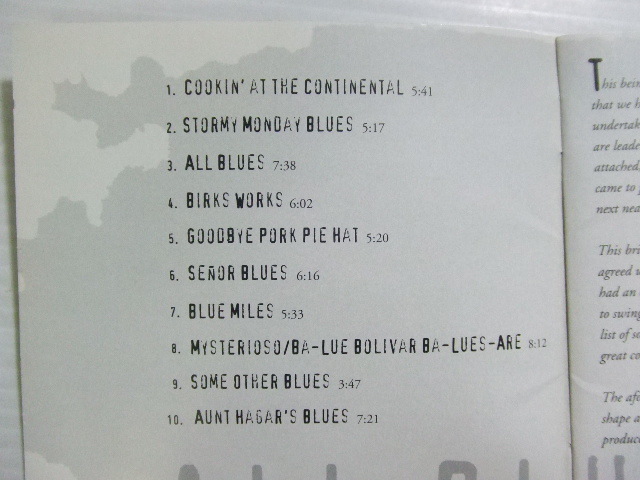 1. COOKIN' AT THE CONTINENTAL 5:41
2. STORMY MONDAY BLUES 5:17
3. ALL BLUES 7:38
4. BIRKS WORKS 6:02
5. GOODBYE PORK PIE HAT 5:20
6. SEÑOR BLUES 6:16
7. BLUE MILES 5:33
8. MYSTERIOSO/BA-LUE BOLIVAR BA-LUES-ARE 8:12
9. SOME OTHER BLUES 3:47
10. AUNT HAGAR'S BLUES 7:21
This bein
that we h
undertak
are leade
attached,
came to
next nea
This bri
agreed
had an
to swing
list of so
great co
The afo
shape a
produc